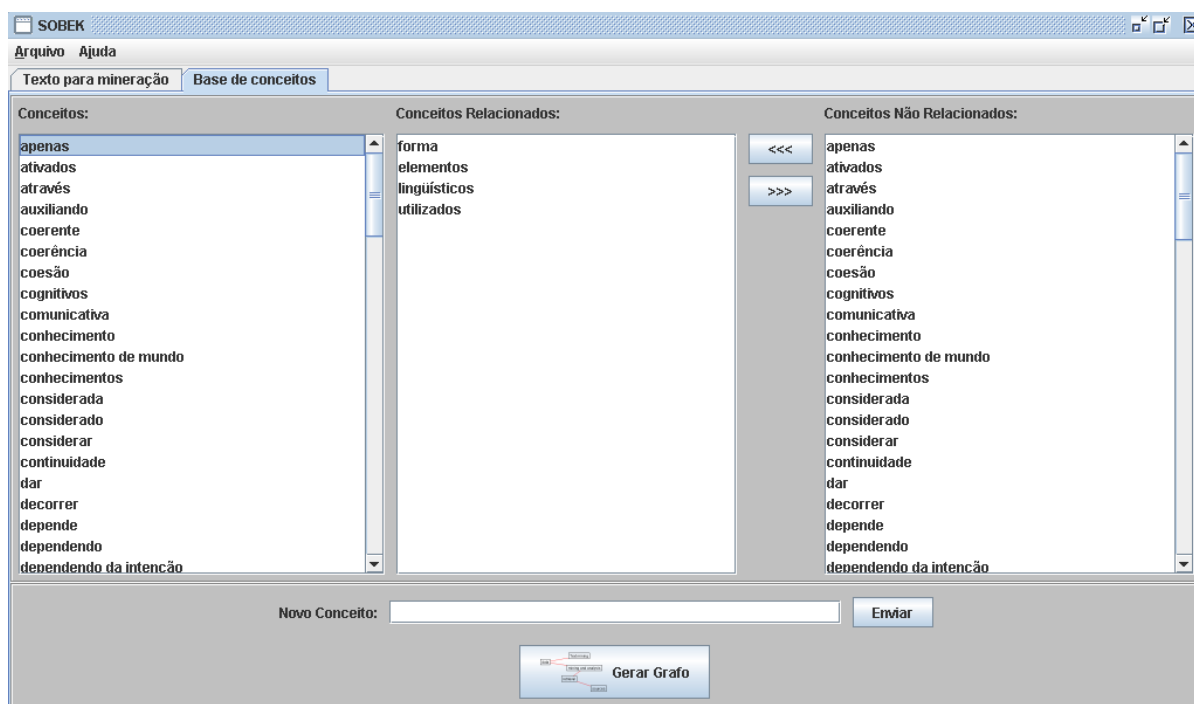 SOBEK
Arquivo Ajuda
Texto para mineração Base de conceitos
Conceitos:
apenas
ativados
através
auxiliando
coerente
coerência
coesão
cognitivos
comunicativa
conhecimento
conhecimento de mundo
conhecimentos
considerada
considerado
considerar
continuidade
dar
decorrer
depende
dependendo
dependendo da intenção
Conceitos Relacionados:
forma
elementos
lingüísticos
utilizados
<<<
>>>
Conceitos Não Relacionados:
apenas
ativados
através
auxiliando
coerente
coerência
coesão
cognitivos
comunicativa
conhecimento
conhecimento de mundo
conhecimentos
considerada
considerado
considerar
continuidade
dar
decorrer
depende
dependendo
dependendo da intenção
Novo Conceito:
Enviar
Gerar Grafo